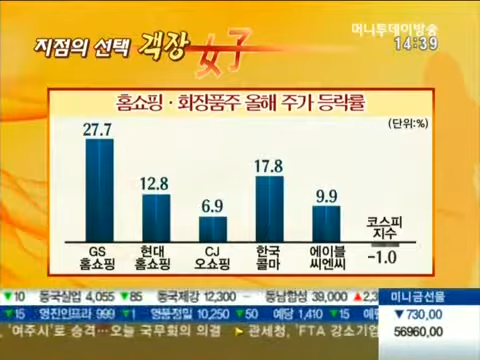 머니투데이방송
지점의 선택 객장 女子
14:39
홈쇼핑·화장품주 올해 주가 등락률
(단위:%)
27.7
12.8
6.9
17.8
9.9
-1.0
GS
홈쇼핑
현대
홈쇼핑
CJ
오쇼핑
한국
콜마
에이블
씨엔씨
코스피
지수
▼10 동국실업 4,055 ▼85 동국제강 12,300 동남합성 39,000 ▲2,3
미니금선물
▼15 영진인프라 999 ▼1 영풍정밀 10,250 ▼50 예당 1,410 ▼15
▼730,00
'여주시'로 승격...오늘 국무회의 의결 ➤ 관세청, 'FTA 강소기업
56960,00